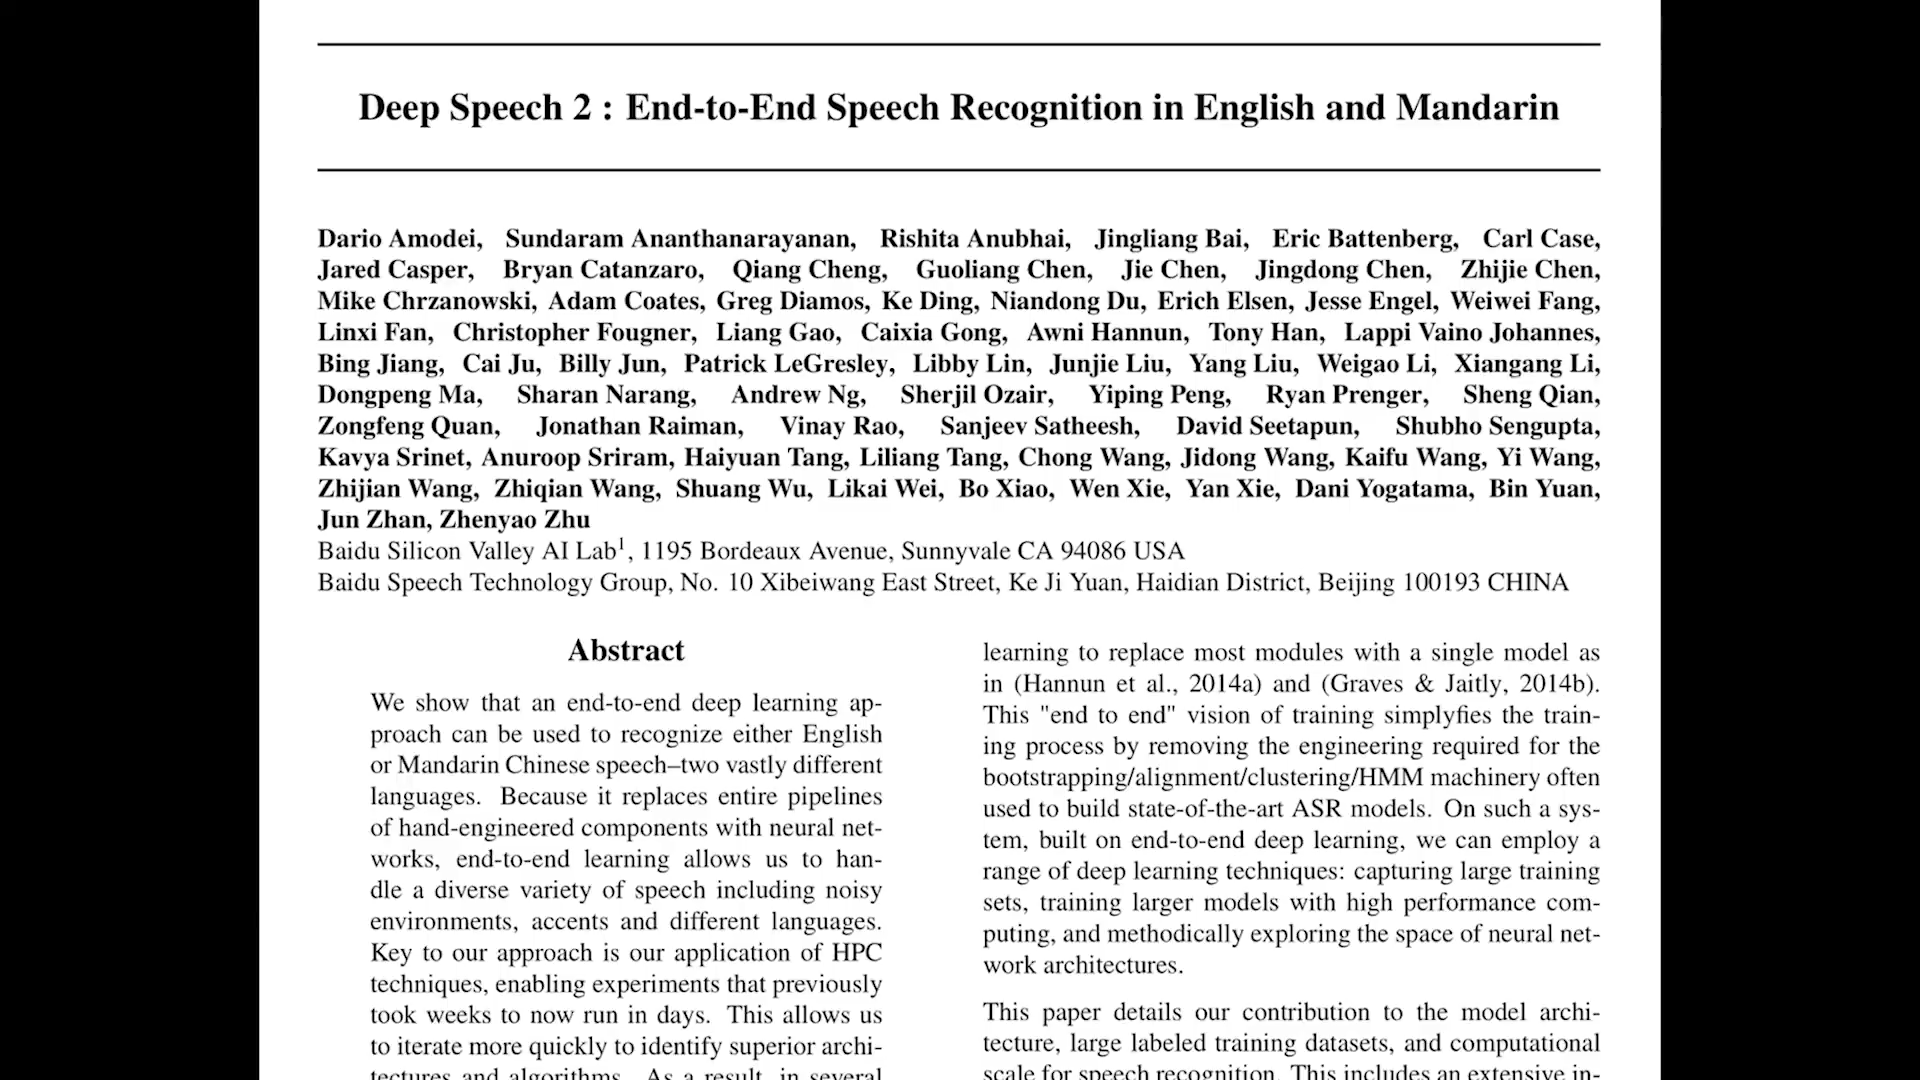 Deep Speech 2 : End-to-End Speech Recognition in English and Mandarin
Dario Amodei, Sundaram Ananthanarayanan, Rishita Anubhai, Jingliang Bai, Eric Battenberg, Carl Case,
Jared Casper, Bryan Catanzaro, Qiang Cheng, Guoliang Chen, Jie Chen, Jingdong Chen, Zhijie Chen,
Mike Chrzanowski, Adam Coates, Greg Diamos, Ke Ding, Niandong Du, Erich Elsen, Jesse Engel, Weiwei Fang,
Linxi Fan, Christopher Fougner, Liang Gao, Caixia Gong, Awni Hannun, Tony Han, Lappi Vaino Johannes,
Bing Jiang, Cai Ju, Billy Jun, Patrick LeGresley, Libby Lin, Junjie Liu, Yang Liu, Weigao Li, Xiangang Li,
Dongpeng Ma, Sharan Narang, Andrew Ng, Sherjil Ozair, Yiping Peng, Ryan Prenger, Sheng Qian,
Zongfeng Quan, Jonathan Raiman, Vinay Rao, Sanjeev Satheesh, David Seetapun, Shubho Sengupta,
Kavya Srinet, Anuroop Sriram, Haiyuan Tang, Liliang Tang, Chong Wang, Jidong Wang, Kaifu Wang, Yi Wang,
Zhijian Wang, Zhiqian Wang, Shuang Wu, Likai Wei, Bo Xiao, Wen Xie, Yan Xie, Dani Yogatama, Bin Yuan,
Jun Zhan, Zhenyao Zhu
Baidu Silicon Valley AI Lab¹, 1195 Bordeaux Avenue, Sunnyvale CA 94086 USA
Baidu Speech Technology Group, No. 10 Xibeiwang East Street, Ke Ji Yuan, Haidian District, Beijing 100193 CHINA
Abstract
We show that an end-to-end deep learning ap-
proach can be used to recognize either English
or Mandarin Chinese speech–two vastly different
languages. Because it replaces entire pipelines
of hand-engineered components with neural net-
works, end-to-end learning allows us to han-
dle a diverse variety of speech including noisy
environments, accents and different languages.
Key to our approach is our application of HPC
techniques, enabling experiments that previously
took weeks to now run in days. This allows us
to iterate more quickly to identify superior archi-
tectures and algorithms. As a result, in several
learning to replace most modules with a single model as
in (Hannun et al., 2014a) and (Graves & Jaitly, 2014b).
This "end to end" vision of training simplyfies the train-
ing process by removing the engineering required for the
bootstrapping/alignment/clustering/HMM machinery often
used to build state-of-the-art ASR models. On such a sys-
tem, built on end-to-end deep learning, we can employ a
range of deep learning techniques: capturing large training
sets, training larger models with high performance com-
puting, and methodically exploring the space of neural net-
work architectures.
This paper details our contribution to the model archi-
tecture, large labeled training datasets, and computational
scale for speech recognition. This includes an extensive in-